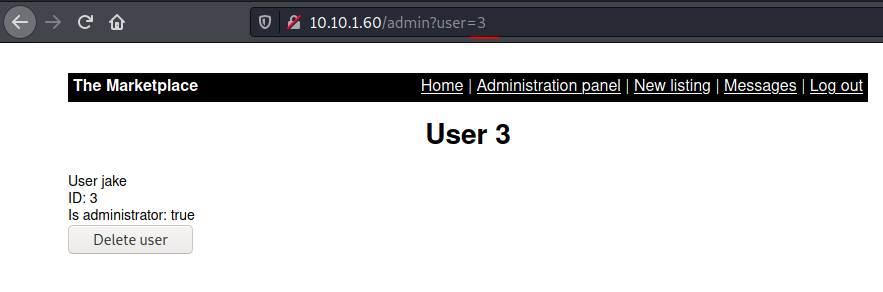 10.10.1.60/admin?user=3
The Marketplace
Home | Administration panel | New listing | Messages | Log out
User 3
User jake
ID: 3
Is administrator: true
Delete user